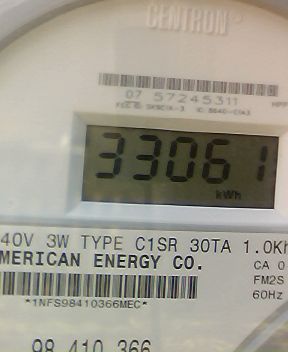 CENTRON®
07 57245311
33061
kWh
40V 3W TYPE C1SR 30TA 1.0Kh
MERICAN ENERGY CO.
CA 0
FM2S
60Hz
*1NFS98410366MEC*
98 410 366